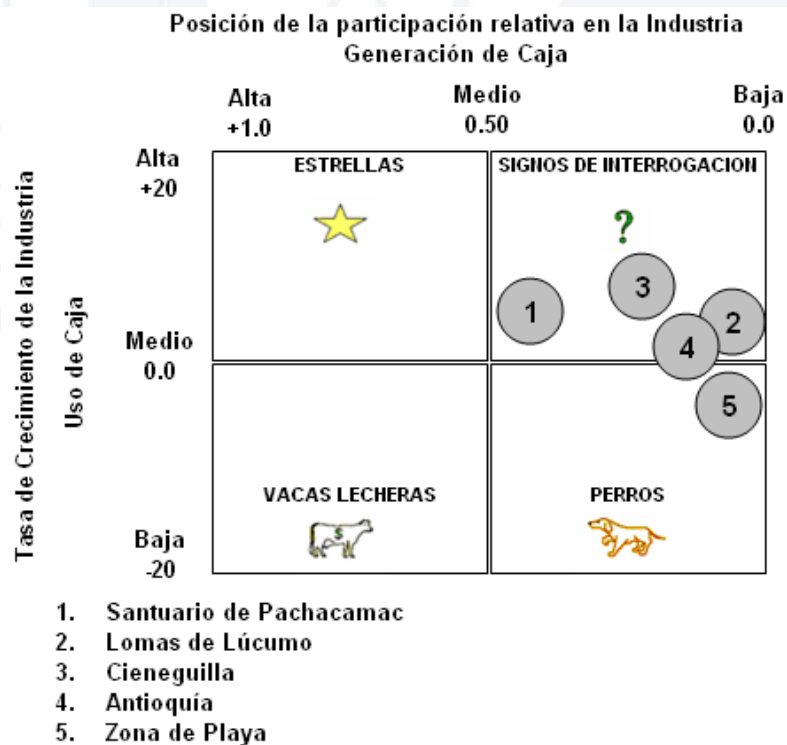 Posición de la participación relativa en la Industria
Generación de Caja
Alta
+1.0
Medio
0.50
Baja
0.0
Tasa de Crecimiento de la Industria
Uso de Caja
Alta
+20
Medio
0.0
Baja
-20
ESTRELLAS
SIGNOS DE INTERROGACION
?
1
3
2
4
5
VACAS LECHERAS
$
PERROS
1. Santuario de Pachacamac
2. Lomas de Lúcumo
3. Cieneguilla
4. Antioquía
5. Zona de Playa